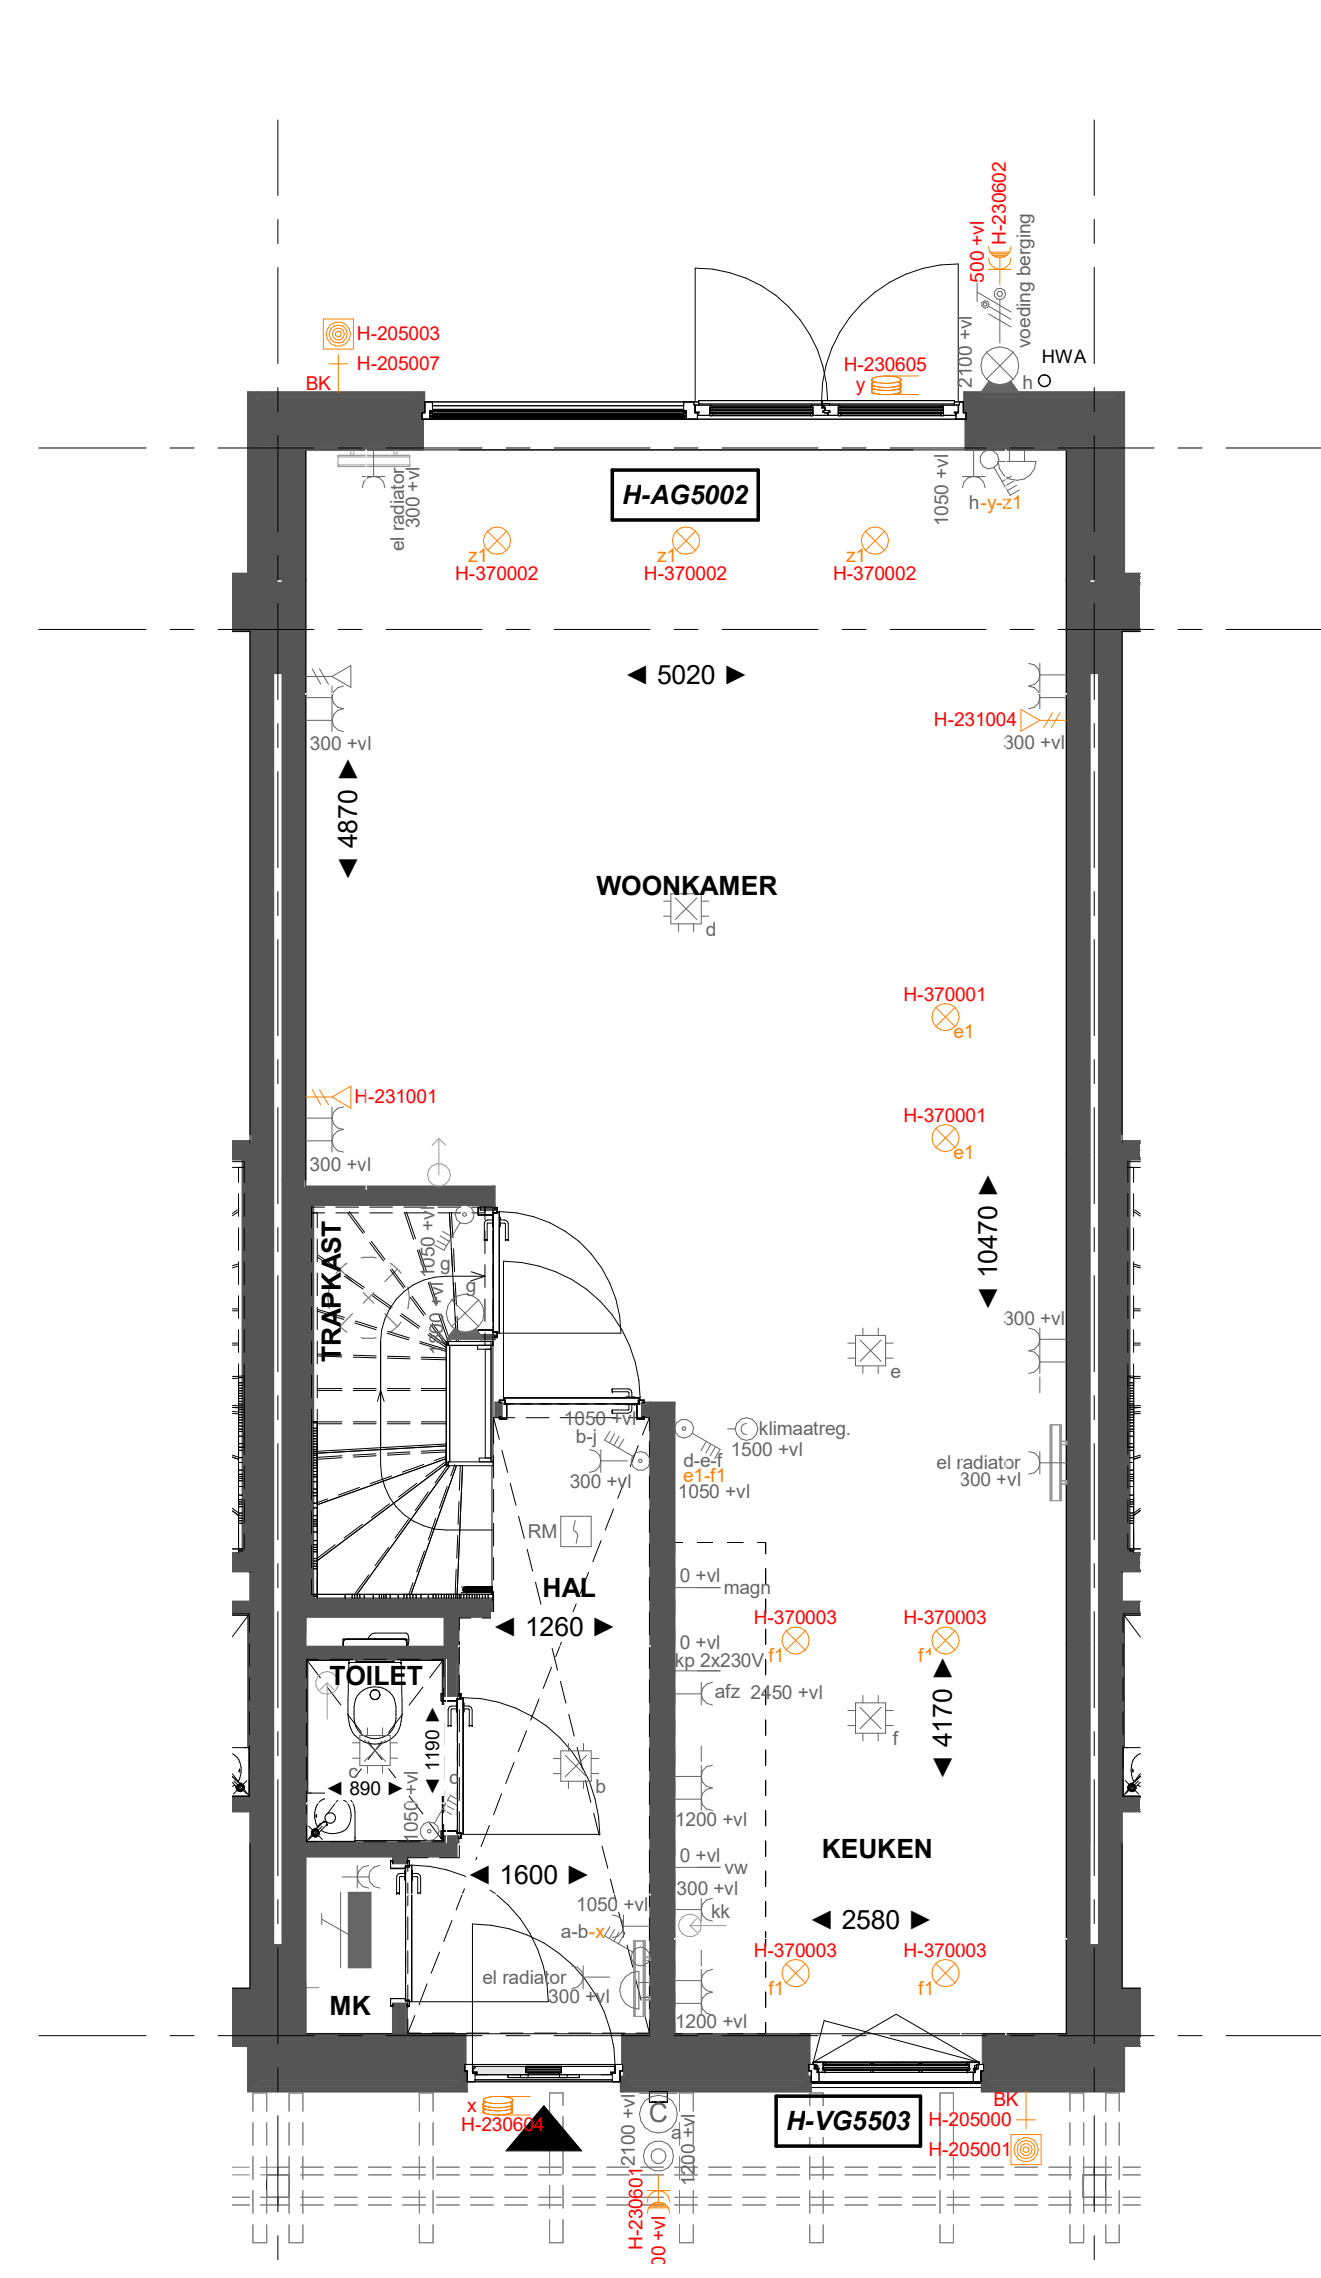 H-230602
500 +vl
voeding berging
2100 +vl
HWA
h
H-205003
H-205007
BK
H-230605
y
el radiator
300 +vl
H-AG5002
1050 +vl
h-y-z1
z1
H-370002
z1
H-370002
z1
H-370002
5020
300 +vl
H-231004
300 +vl
4870
WOONKAMER
d
H-370001
e1
H-231001
H-370001
e1
300 +vl
10470
TRAPKAST
1050 +vl
g
g
300 +vl
e
1050 +vl
b-j
300 +vl
klimaatreg.
1500 +vl
d-e-f
e1-f1
1050 +vl
el radiator
300 +vl
RM
HAL
1260
0 +vl
magn
H-370003
f1
H-370003
f1
0 +vl
kp 2x230V
afz 2450 +vl
TOILET
1190
890
c
c
1050 +vl
b
f
4170
1200 +vl
KEUKEN
0 +vl
vw
300 +vl
kk
1600
1050 +vl
a-b-x
2580
H-370003
f1
H-370003
f1
el radiator
300 +vl
MK
1200 +vl
x
H-230604
2100 +vl
C
a
1200 +vl
H-VG5503
BK
H-205000
H-205001
H-230601
00 +vl